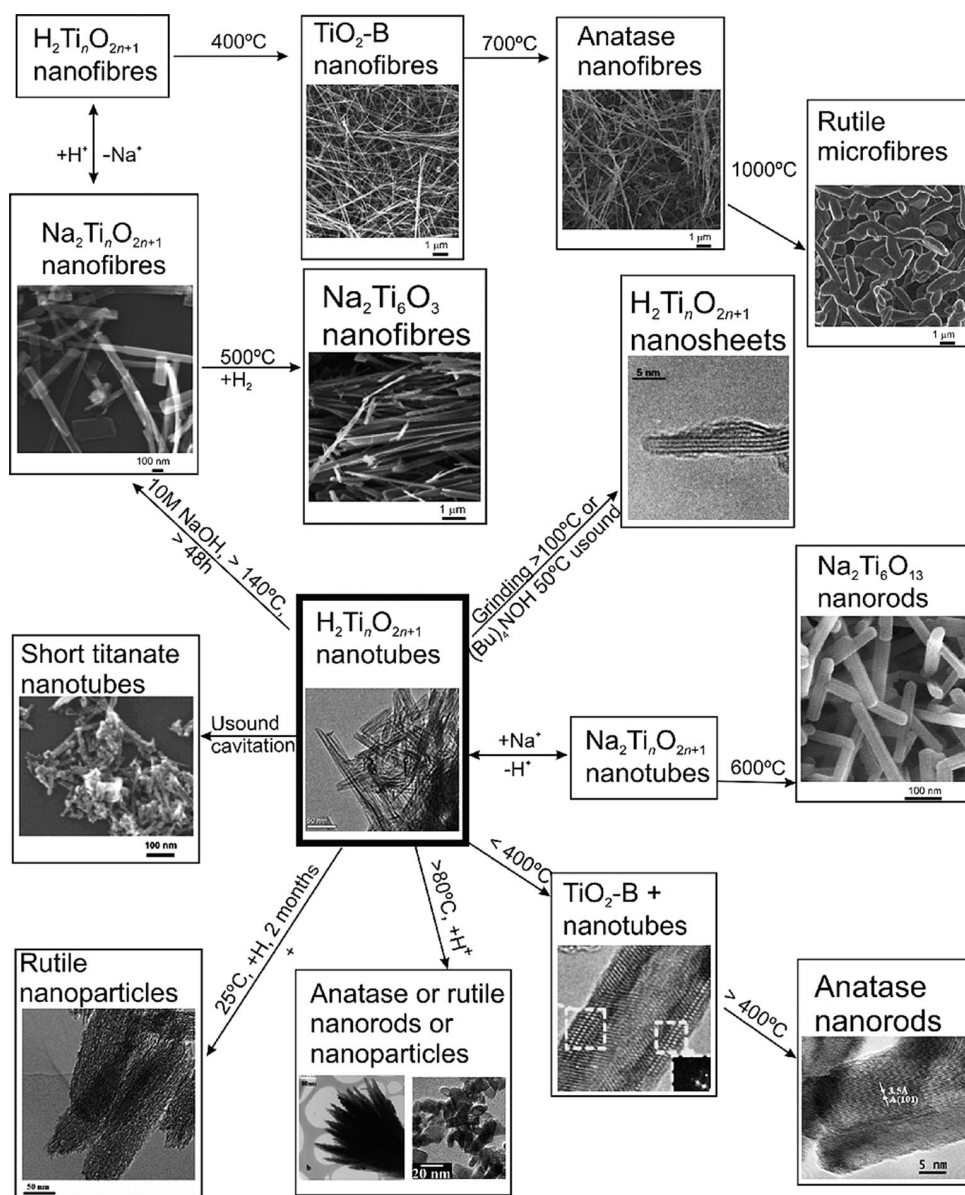 H₂TiₙO₂ₙ₊₁
nanofibres
400ºC
TiO₂-B
nanofibres
1 μm
700ºC
Anatase
nanofibres
1 μm
1000ºC
Rutile
microfibres
1 μm
+H⁺
-Na⁺
Na₂TiₙO₂ₙ₊₁
nanofibres
100 nm
500ºC
+H₂
Na₂Ti₆O₃
nanofibres
1 μm
H₂TiₙO₂ₙ₊₁
nanosheets
5 nm
10M NaOH, > 140ºC,
> 48h
Grinding >100ºC or
(Bu)₄NOH 50ºC usound
H₂TiₙO₂ₙ₊₁
nanotubes
50 nm
Short titanate
nanotubes
100 nm
Usound
cavitation
+Na⁺
-H⁺
Na₂TiₙO₂ₙ₊₁
nanotubes
600ºC
Na₂Ti₆O₁₃
nanorods
100 nm
25ºC, +H, 2 months
+
Rutile
nanoparticles
50 nm
>80ºC, +H⁺
Anatase or rutile
nanorods or
nanoparticles
b
20 nm
< 400ºC
TiO₂-B +
nanotubes
> 400ºC
Anatase
nanorods
3.5Å
A(101)
5 nm